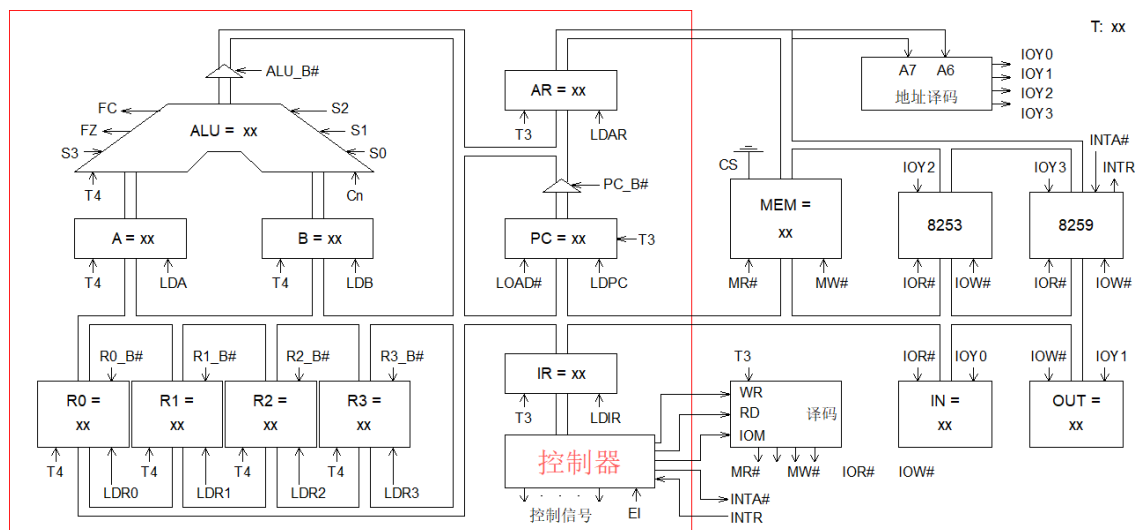 T: xx
ALU_B#
FC
FZ
S3
ALU = xx
S2
S1
S0
T4
Cn
AR = xx
T3
LDAR
A7
A6
地址译码
IOY0
IOY1
IOY2
IOY3
PC_B#
CS
IOY2
IOY3
INTA#
INTR
A = xx
B = xx
PC = xx
T3
MEM =
xx
8253
8259
T4
LDA
T4
LDB
LOAD#
LDPC
MR#
MW#
IOR#
IOW#
IOR#
IOW#
R0_B#
R1_B#
R2_B#
R3_B#
IR = xx
T3
LDIR
T3
IOR#
IOY0
IOW#
IOY1
R0 =
xx
R1 =
xx
R2 =
xx
R3 =
xx
WR
RD
IOM
译码
IN =
xx
OUT =
xx
T4
LDR0
T4
LDR1
T4
LDR2
T4
LDR3
控制器
MR#
MW#
IOR#
IOW#
· · ·
控制信号
EI
INTA#
INTR